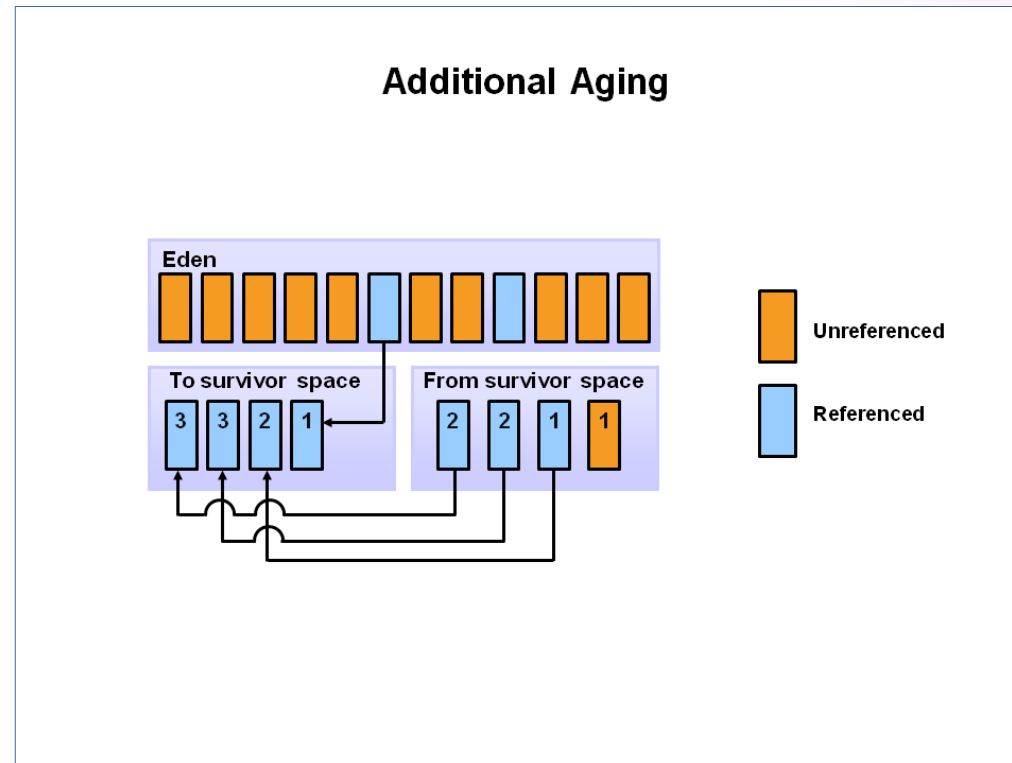 Additional Aging
Eden
To survivor space
From survivor space
3 3 2 1
2 2 1 1
Unreferenced
Referenced